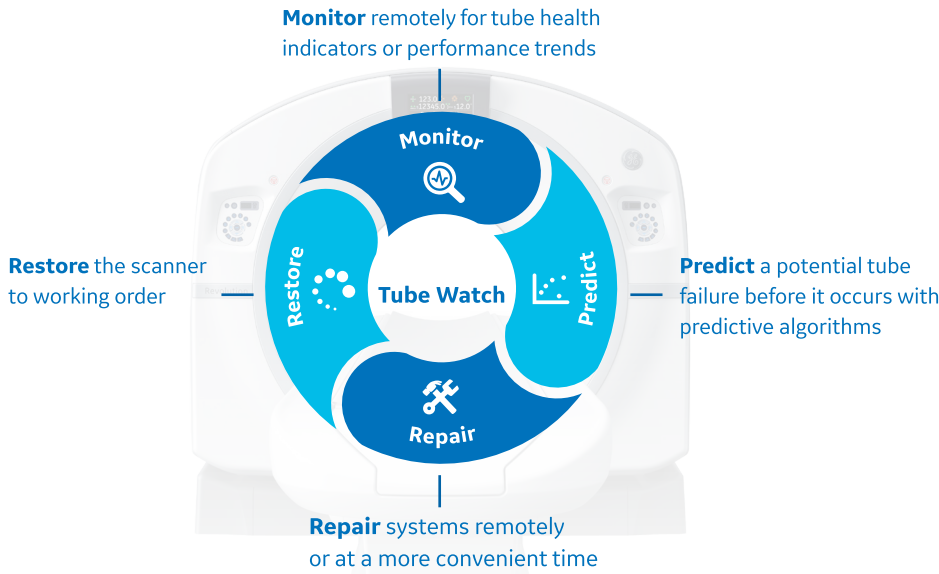 Monitor remotely for tube health
indicators or performance trends
Monitor
Restore the scanner
to working order
Restore
Tube Watch
Predict
Predict a potential tube
failure before it occurs with
predictive algorithms
Repair
Repair systems remotely
or at a more convenient time